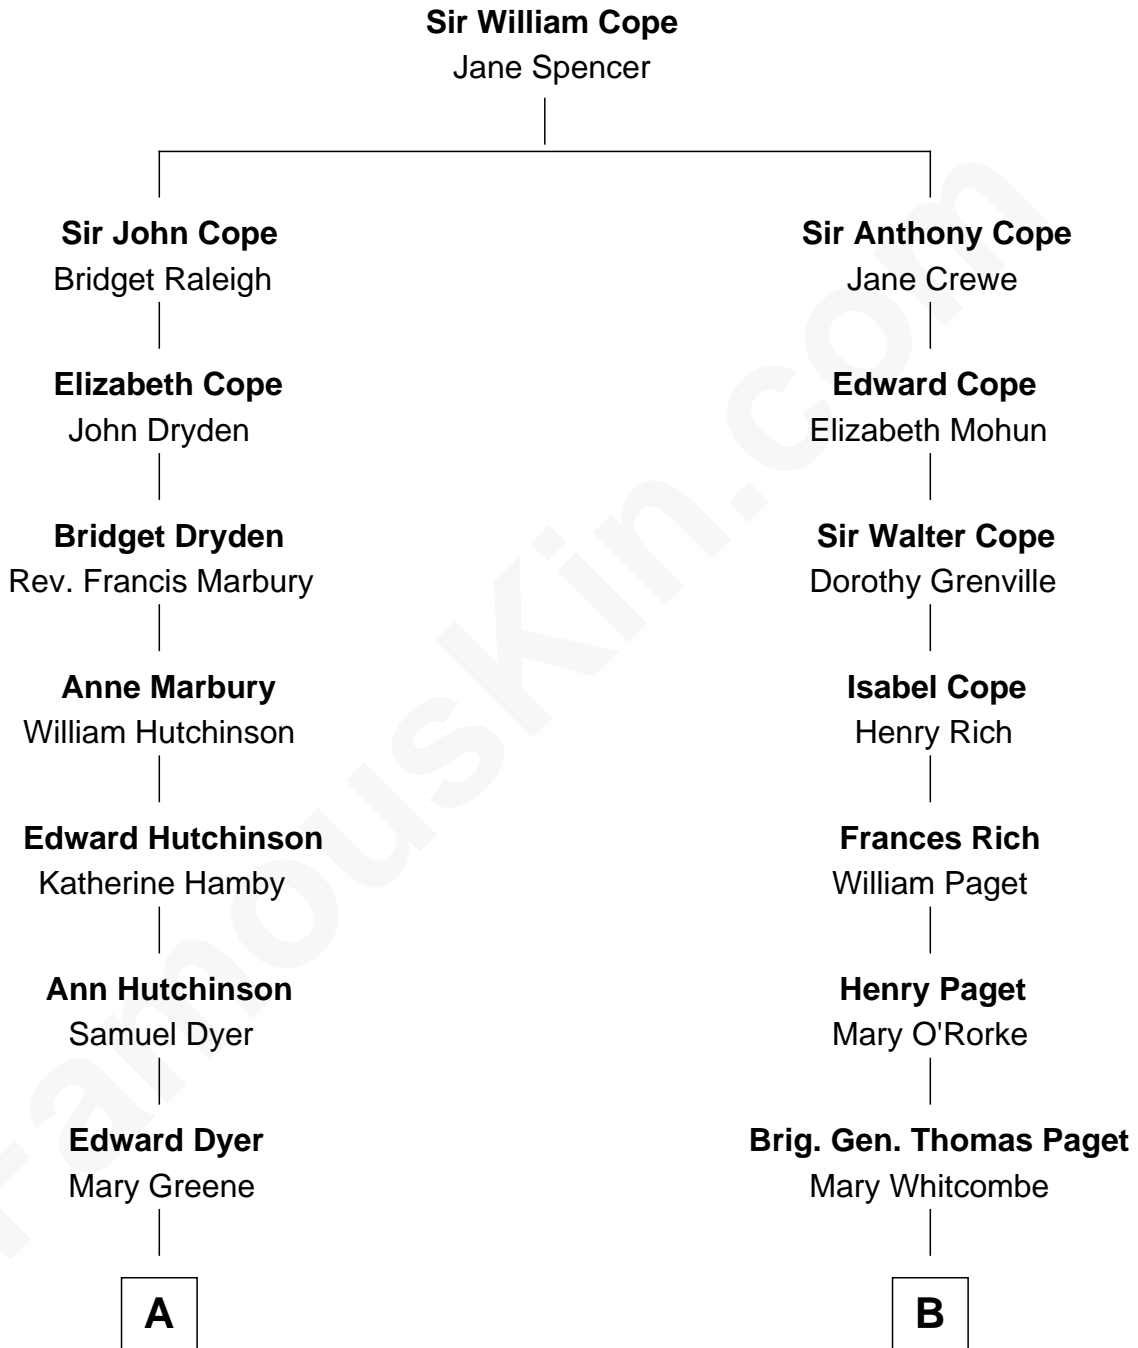 Sir William Cope
Jane Spencer
Sir John Cope
Bridget Raleigh
Elizabeth Cope
John Dryden
Bridget Dryden
Rev. Francis Marbury
Anne Marbury
William Hutchinson
Edward Hutchinson
Katherine Hamby
Ann Hutchinson
Samuel Dyer
Edward Dyer
Mary Greene
A
Sir Anthony Cope
Jane Crewe
Edward Cope
Elizabeth Mohun
Sir Walter Cope
Dorothy Grenville
Isabel Cope
Henry Rich
Frances Rich
William Paget
Henry Paget
Mary O'Rorke
Brig. Gen. Thomas Paget
Mary Whitcombe
B
FamousKin.com